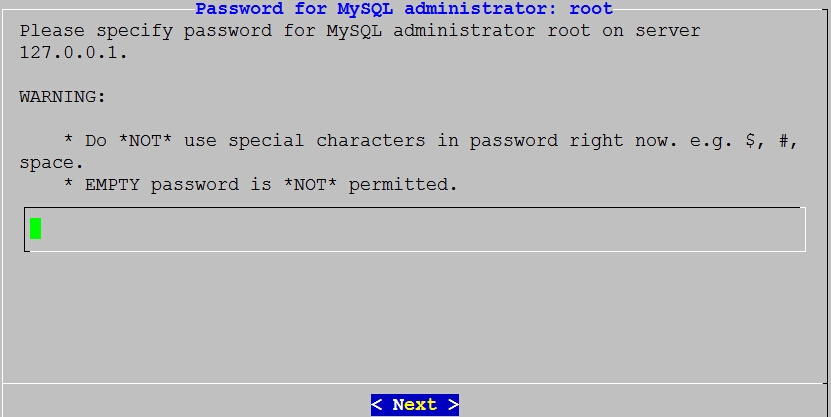 Password for MySQL administrator: root
Please specify password for MySQL administrator root on server
127.0.0.1.
WARNING:
* Do *NOT* use special characters in password right now. e.g. $, #,
space.
* EMPTY password is *NOT* permitted.
< Next >